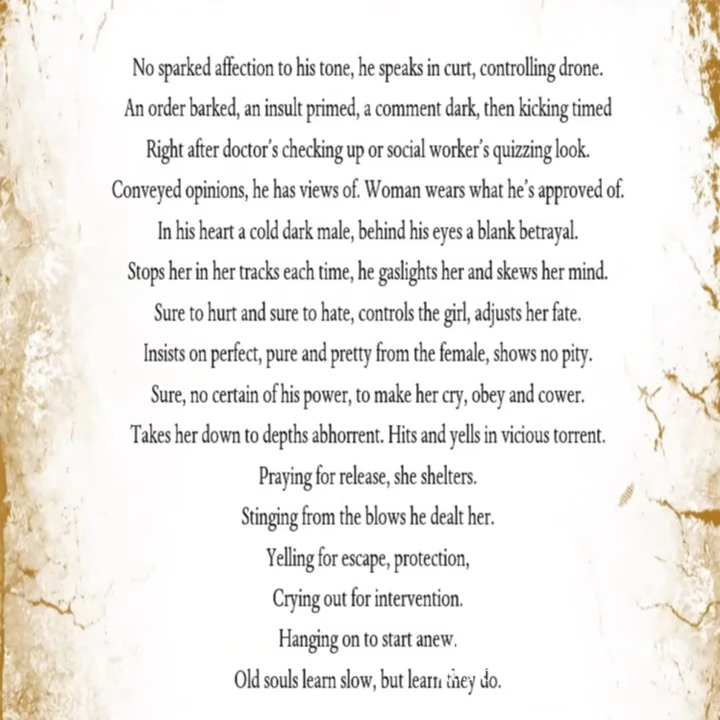 No sparked affection to his tone, he speaks in curt, controlling drone.
An order barked, an insult primed, a comment dark, then kicking timed
Right after doctor's checking up or social worker's quizzing look.
Conveyed opinions, he has views of. Woman wears what he's approved of.
In his heart a cold dark male, behind his eyes a blank betrayal.
Stops her in her tracks each time, he gaslights her and skews her mind.
Sure to hurt and sure to hate, controls the girl, adjusts her fate.
Insists on perfect, pure and pretty from the female, shows no pity.
Sure, no certain of his power, to make her cry, obey and cower.
Takes her down to depths abhorrent. Hits and yells in vicious torrent.
Praying for release, she shelters.
Stinging from the blows he dealt her.
Yelling for escape, protection,
Crying out for intervention.
Hanging on to start anew.
Old souls learn slow, but learn they do.